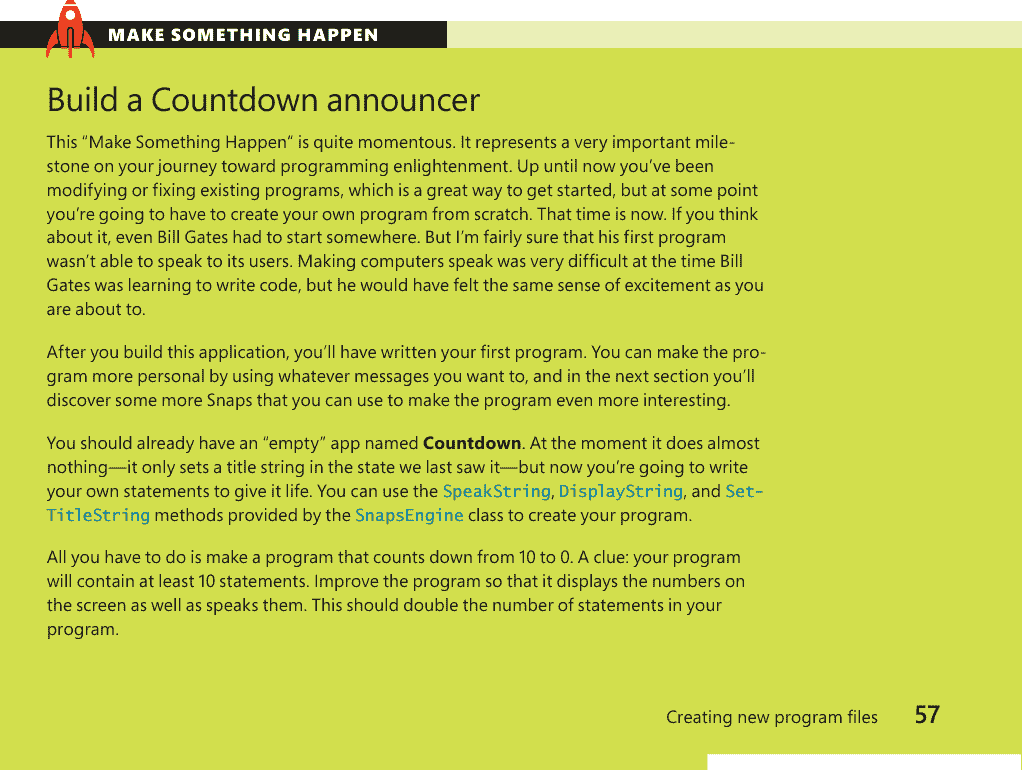 MAKE SOMETHING HAPPEN
Build a Countdown announcer
This “Make Something Happen“ is quite momentous. It represents a very important mile-
stone on your journey toward programming enlightenment. Up until now you’ve been
modifying or fixing existing programs, which is a great way to get started, but at some point
you’re going to have to create your own program from scratch. That time is now. If you think
about it, even Bill Gates had to start somewhere. But I’m fairly sure that his first program
wasn’t able to speak to its users. Making computers speak was very difficult at the time Bill
Gates was learning to write code, but he would have felt the same sense of excitement as you
are about to.
After you build this application, you’ll have written your first program. You can make the pro-
gram more personal by using whatever messages you want to, and in the next section you’ll
discover some more Snaps that you can use to make the program even more interesting.
You should already have an “empty” app named Countdown. At the moment it does almost
nothing—it only sets a title string in the state we last saw it—but now you’re going to write
your own statements to give it life. You can use the SpeakString, DisplayString, and Set-
TitleString methods provided by the SnapsEngine class to create your program.
All you have to do is make a program that counts down from 10 to 0. A clue: your program
will contain at least 10 statements. Improve the program so that it displays the numbers on
the screen as well as speaks them. This should double the number of statements in your
program.
Creating new program files 57